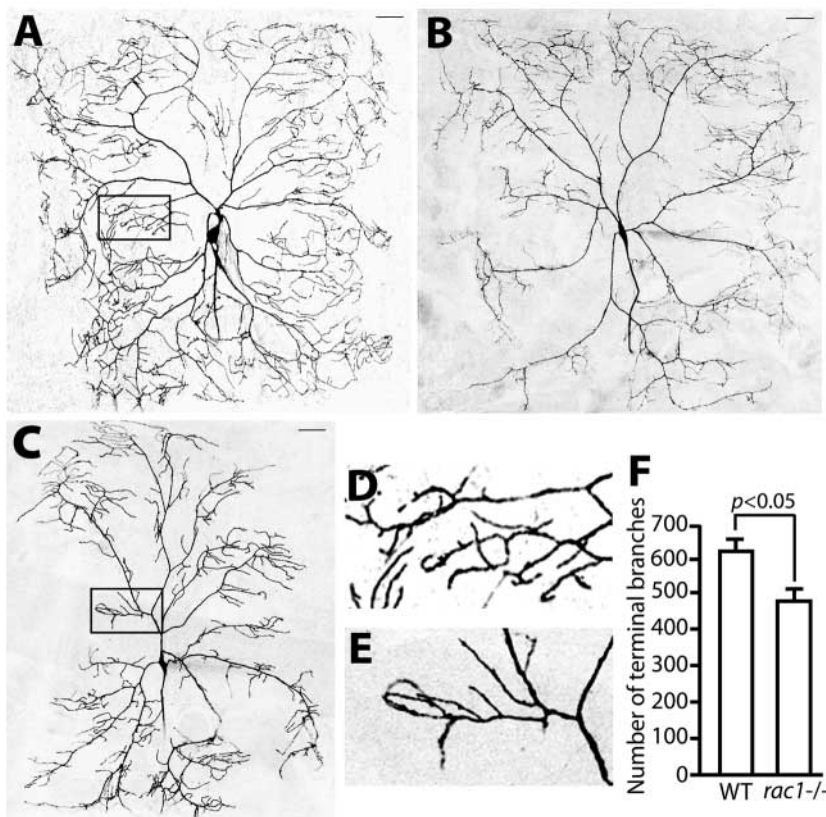 A
B
C
D
E
F
p<0.05
Number of terminal branches
700
600
500
400
300
200
100
0
WT
rac1-/-